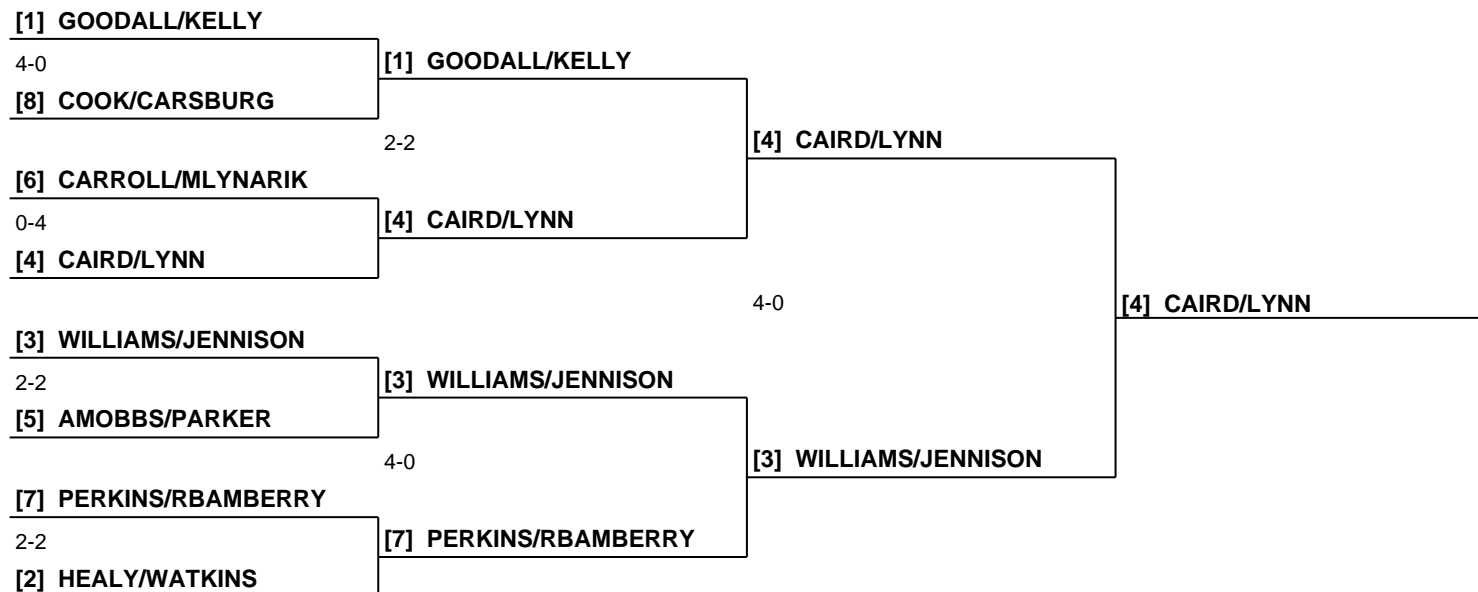 [1] GOODALL/KELLY
4-0
[1] GOODALL/KELLY
[8] COOK/CARSBURG
2-2
[4] CAIRD/LYNN
[6] CARROLL/MLYNARIK
0-4
[4] CAIRD/LYNN
[4] CAIRD/LYNN
4-0
[4] CAIRD/LYNN
[3] WILLIAMS/JENNISON
2-2
[3] WILLIAMS/JENNISON
[5] AMOBBS/PARKER
4-0
[3] WILLIAMS/JENNISON
[7] PERKINS/RBAMBERRY
2-2
[7] PERKINS/RBAMBERRY
[2] HEALY/WATKINS